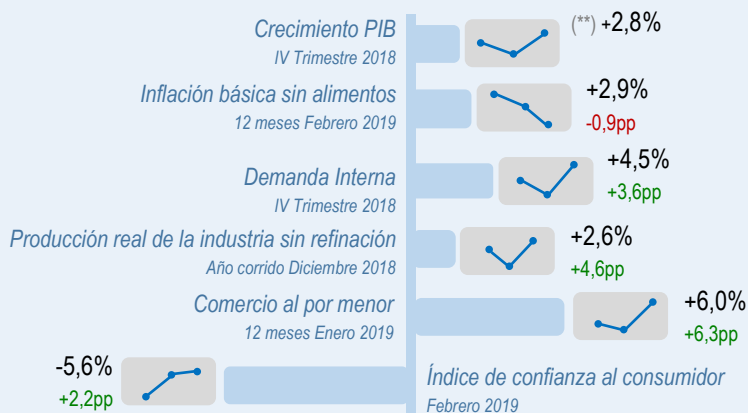 Crecimiento PIB
IV Trimestre 2018
(**) +2,8%
Inflación básica sin alimentos
12 meses Febrero 2019
+2,9%
-0,9pp
Demanda Interna
IV Trimestre 2018
+4,5%
+3,6pp
Producción real de la industria sin refinación
Año corrido Diciembre 2018
+2,6%
+4,6pp
Comercio al por menor
12 meses Enero 2019
+6,0%
+6,3pp
-5,6%
+2,2pp
Índice de confianza al consumidor
Febrero 2019